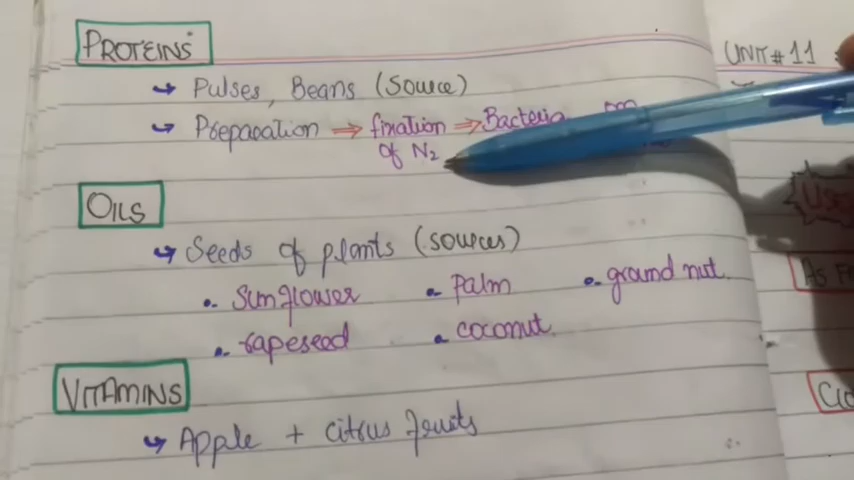 PROTEINS
→ Pulses, Beans (Source)
→ Preparation ⇒ fixation ⇒ Bacteria on
of N2
OILS
→ Seeds of plants (sources)
• sunflower • palm • ground nut
• rapeseed • coconut
VITAMINS
→ Apple + citrus fruits
UNIT # 11